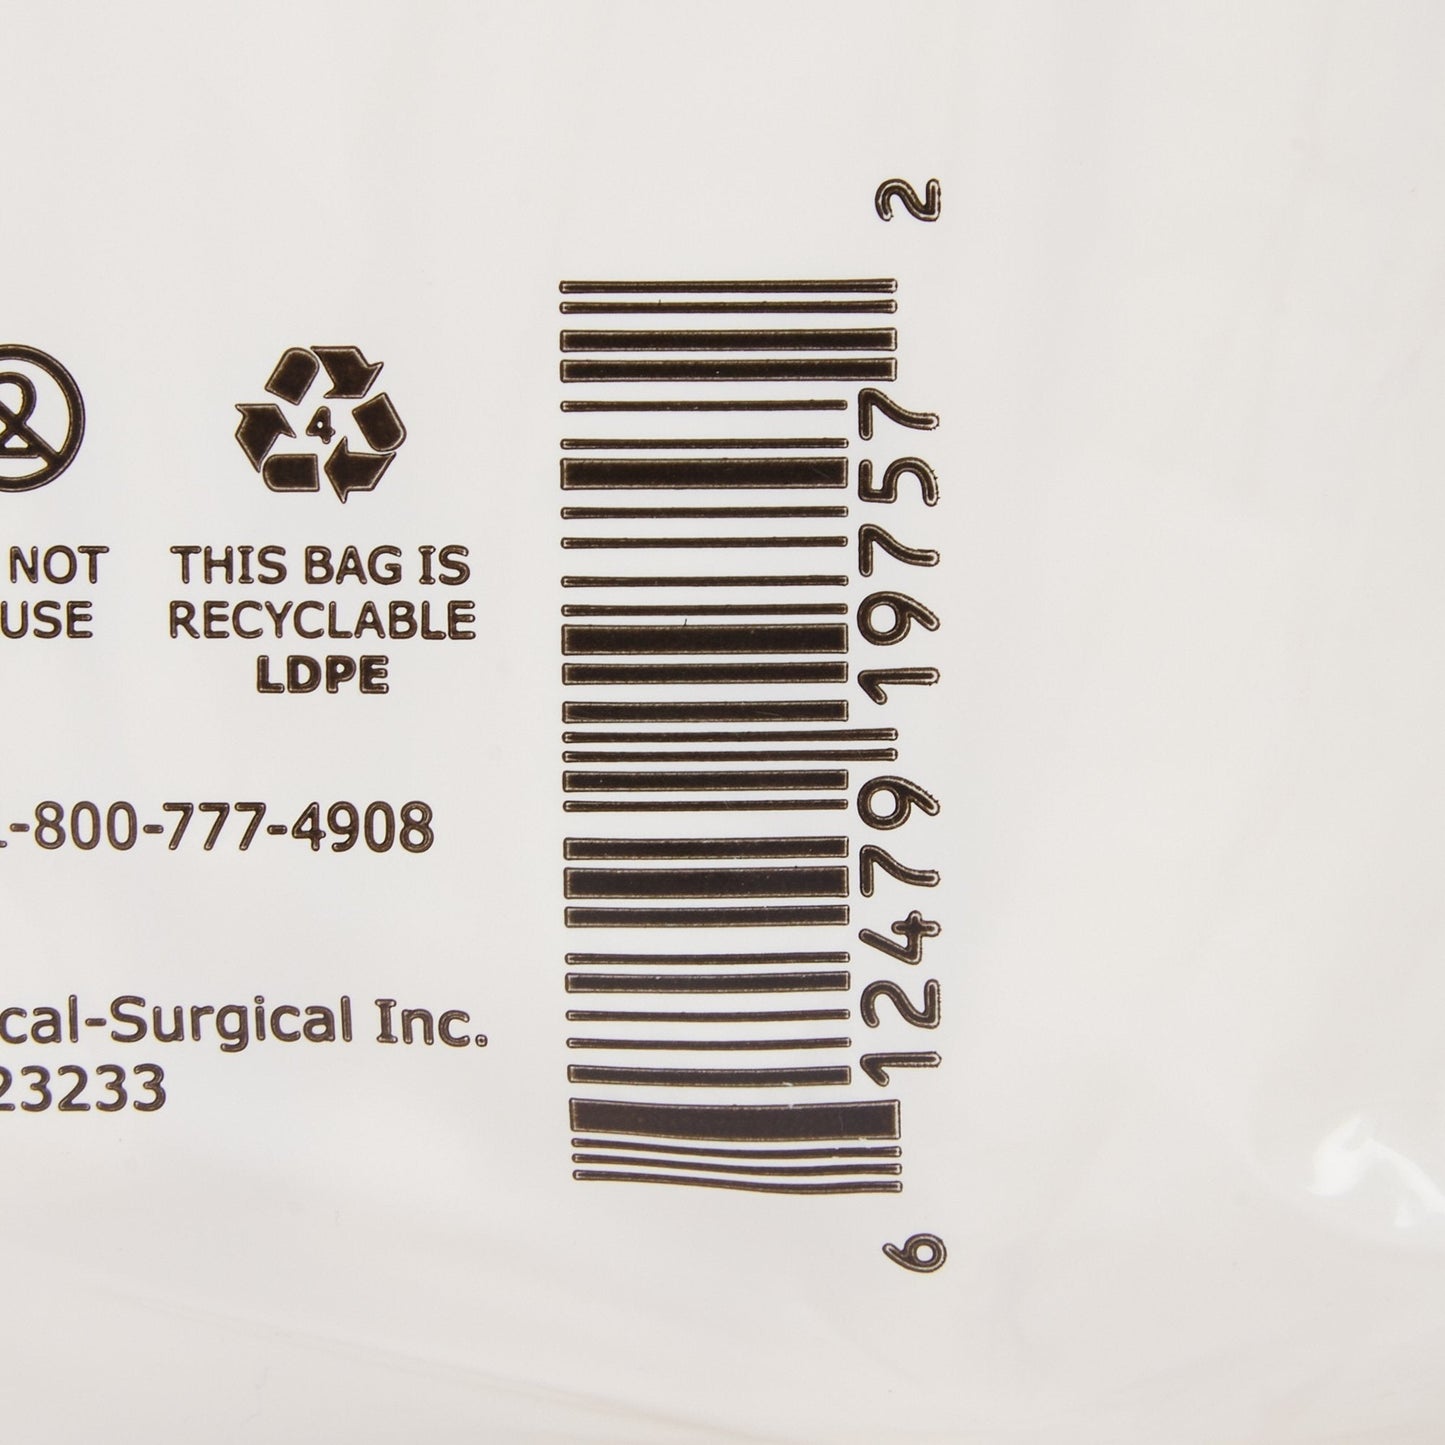 NOT
USE
4
THIS BAG IS
RECYCLABLE
LDPE
-800-777-4908
cal-Surgical Inc.
23233
6 12479 19757 2